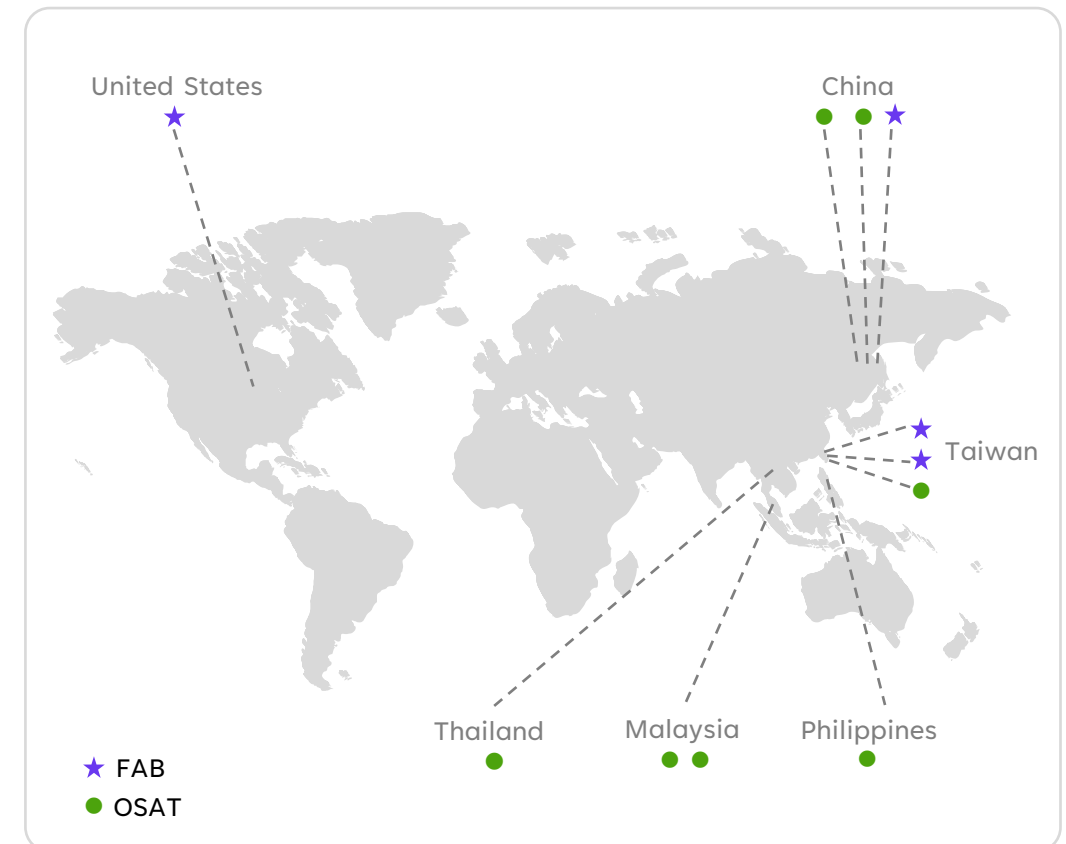 United States
China
Taiwan
Thailand
Malaysia
Philippines
FAB
OSAT